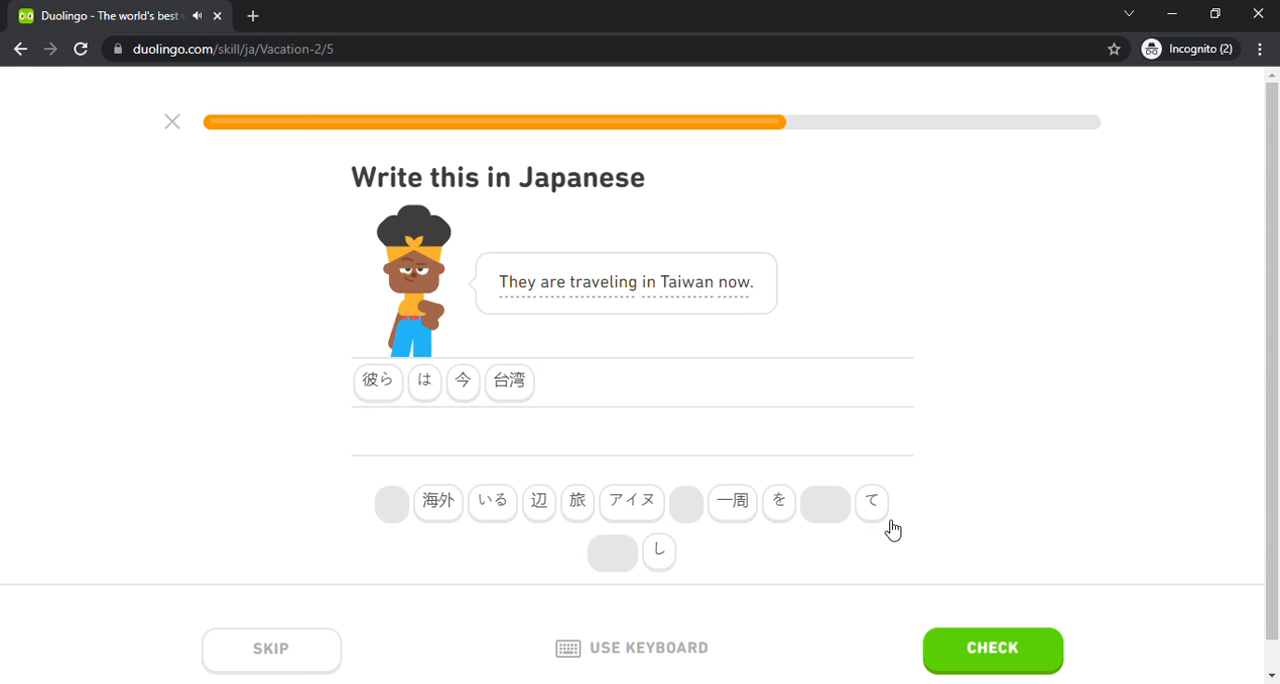 Duolingo - The world's best
duolingo.com/skill/ja/Vacation-2/5
Incognito (2)
Write this in Japanese
They are traveling in Taiwan now.
彼ら は 今 台湾
海外 いる 辺 旅 アイヌ 一周 を て
し
SKIP
USE KEYBOARD
CHECK